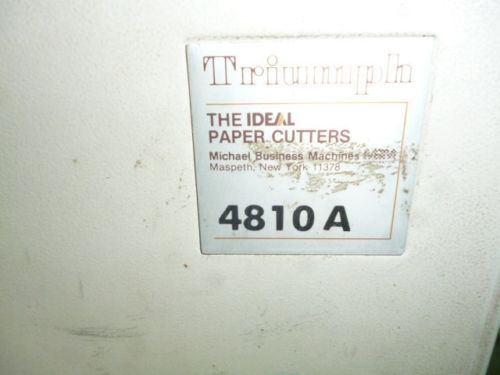 Triumph
THE IDEAL
PAPER CUTTERS
Michael Business Machines
Maspeth, New York 11378
4810 A